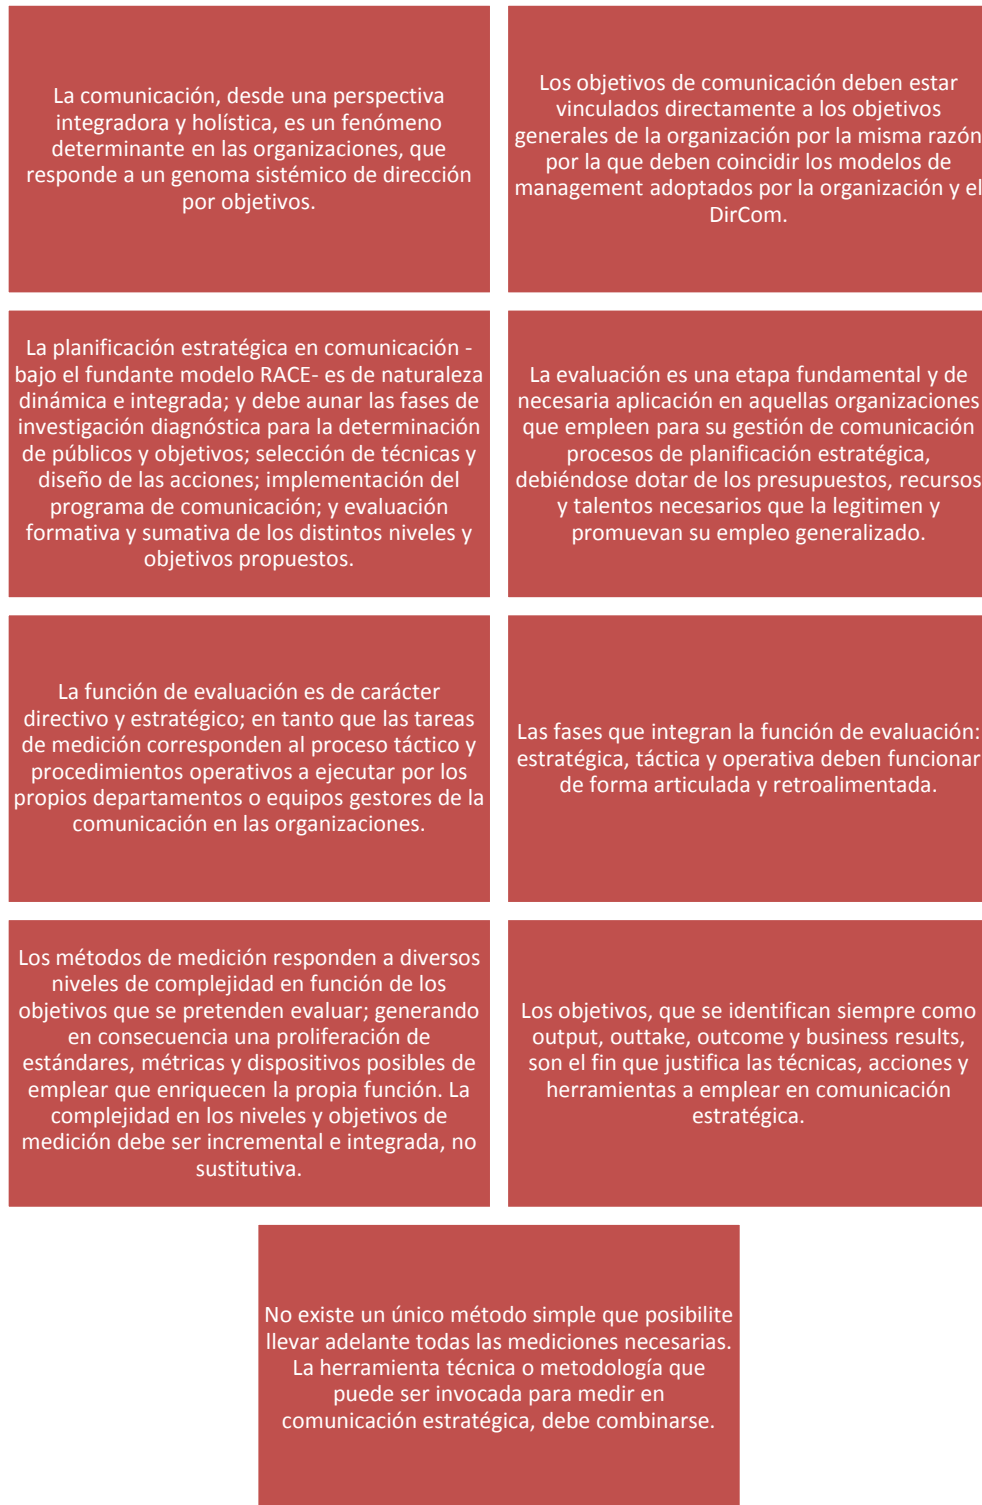 La comunicación, desde una perspectiva
integradora y holística, es un fenómeno
determinante en las organizaciones, que
responde a un genoma sistémico de dirección
por objetivos.
Los objetivos de comunicación deben estar
vinculados directamente a los objetivos
generales de la organización por la misma razón
por la que deben coincidir los modelos de
management adoptados por la organización y el
DirCom.
La planificación estratégica en comunicación -
bajo el fundante modelo RACE- es de naturaleza
dinámica e integrada; y debe aunar las fases de
investigación diagnóstica para la determinación
de públicos y objetivos; selección de técnicas y
diseño de las acciones; implementación del
programa de comunicación; y evaluación
formativa y sumativa de los distintos niveles y
objetivos propuestos.
La evaluación es una etapa fundamental y de
necesaria aplicación en aquellas organizaciones
que empleen para su gestión de comunicación
procesos de planificación estratégica,
debiéndose dotar de los presupuestos, recursos
y talentos necesarios que la legitimen y
promuevan su empleo generalizado.
La función de evaluación es de carácter
directivo y estratégico; en tanto que las tareas
de medición corresponden al proceso táctico y
procedimientos operativos a ejecutar por los
propios departamentos o equipos gestores de la
comunicación en las organizaciones.
Las fases que integran la función de evaluación:
estratégica, táctica y operativa deben funcionar
de forma articulada y retroalimentada.
Los métodos de medición responden a diversos
niveles de complejidad en función de los
objetivos que se pretenden evaluar; generando
en consecuencia una proliferación de
estándares, métricas y dispositivos posibles de
emplear que enriquecen la propia función. La
complejidad en los niveles y objetivos de
medición debe ser incremental e integrada, no
sustitutiva.
Los objetivos, que se identifican siempre como
output, outtake, outcome y business results,
son el fin que justifica las técnicas, acciones y
herramientas a emplear en comunicación
estratégica.
No existe un único método simple que posibilite
llevar adelante todas las mediciones necesarias.
La herramienta técnica o metodología que
puede ser invocada para medir en
comunicación estratégica, debe combinarse.